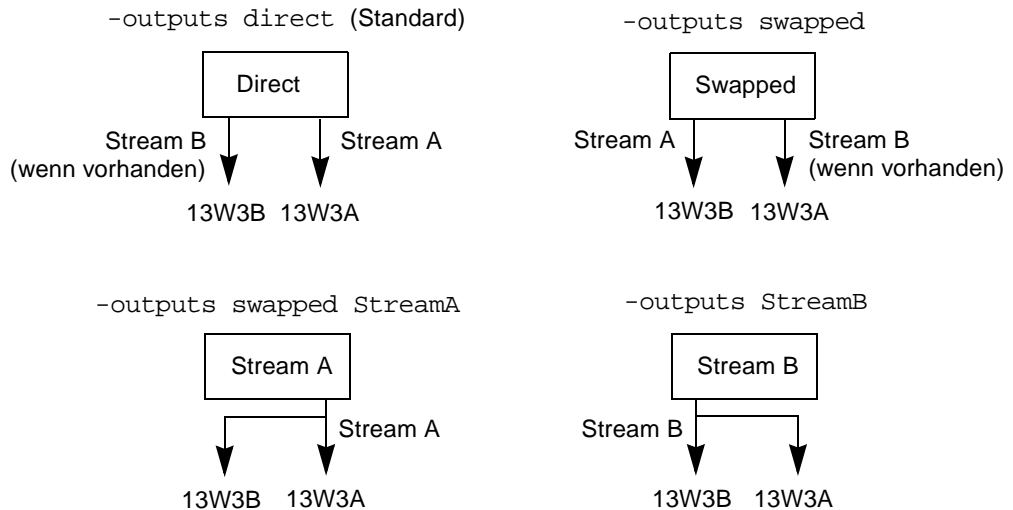 -outputs direct (Standard)
Direct
Stream B
(wenn vorhanden)
Stream A
13W3B 13W3A
-outputs swapped
Swapped
Stream A
Stream B
(wenn vorhanden)
13W3B 13W3A
-outputs swapped StreamA
Stream A
Stream A
13W3B 13W3A
-outputs StreamB
Stream B
Stream B
13W3B 13W3A